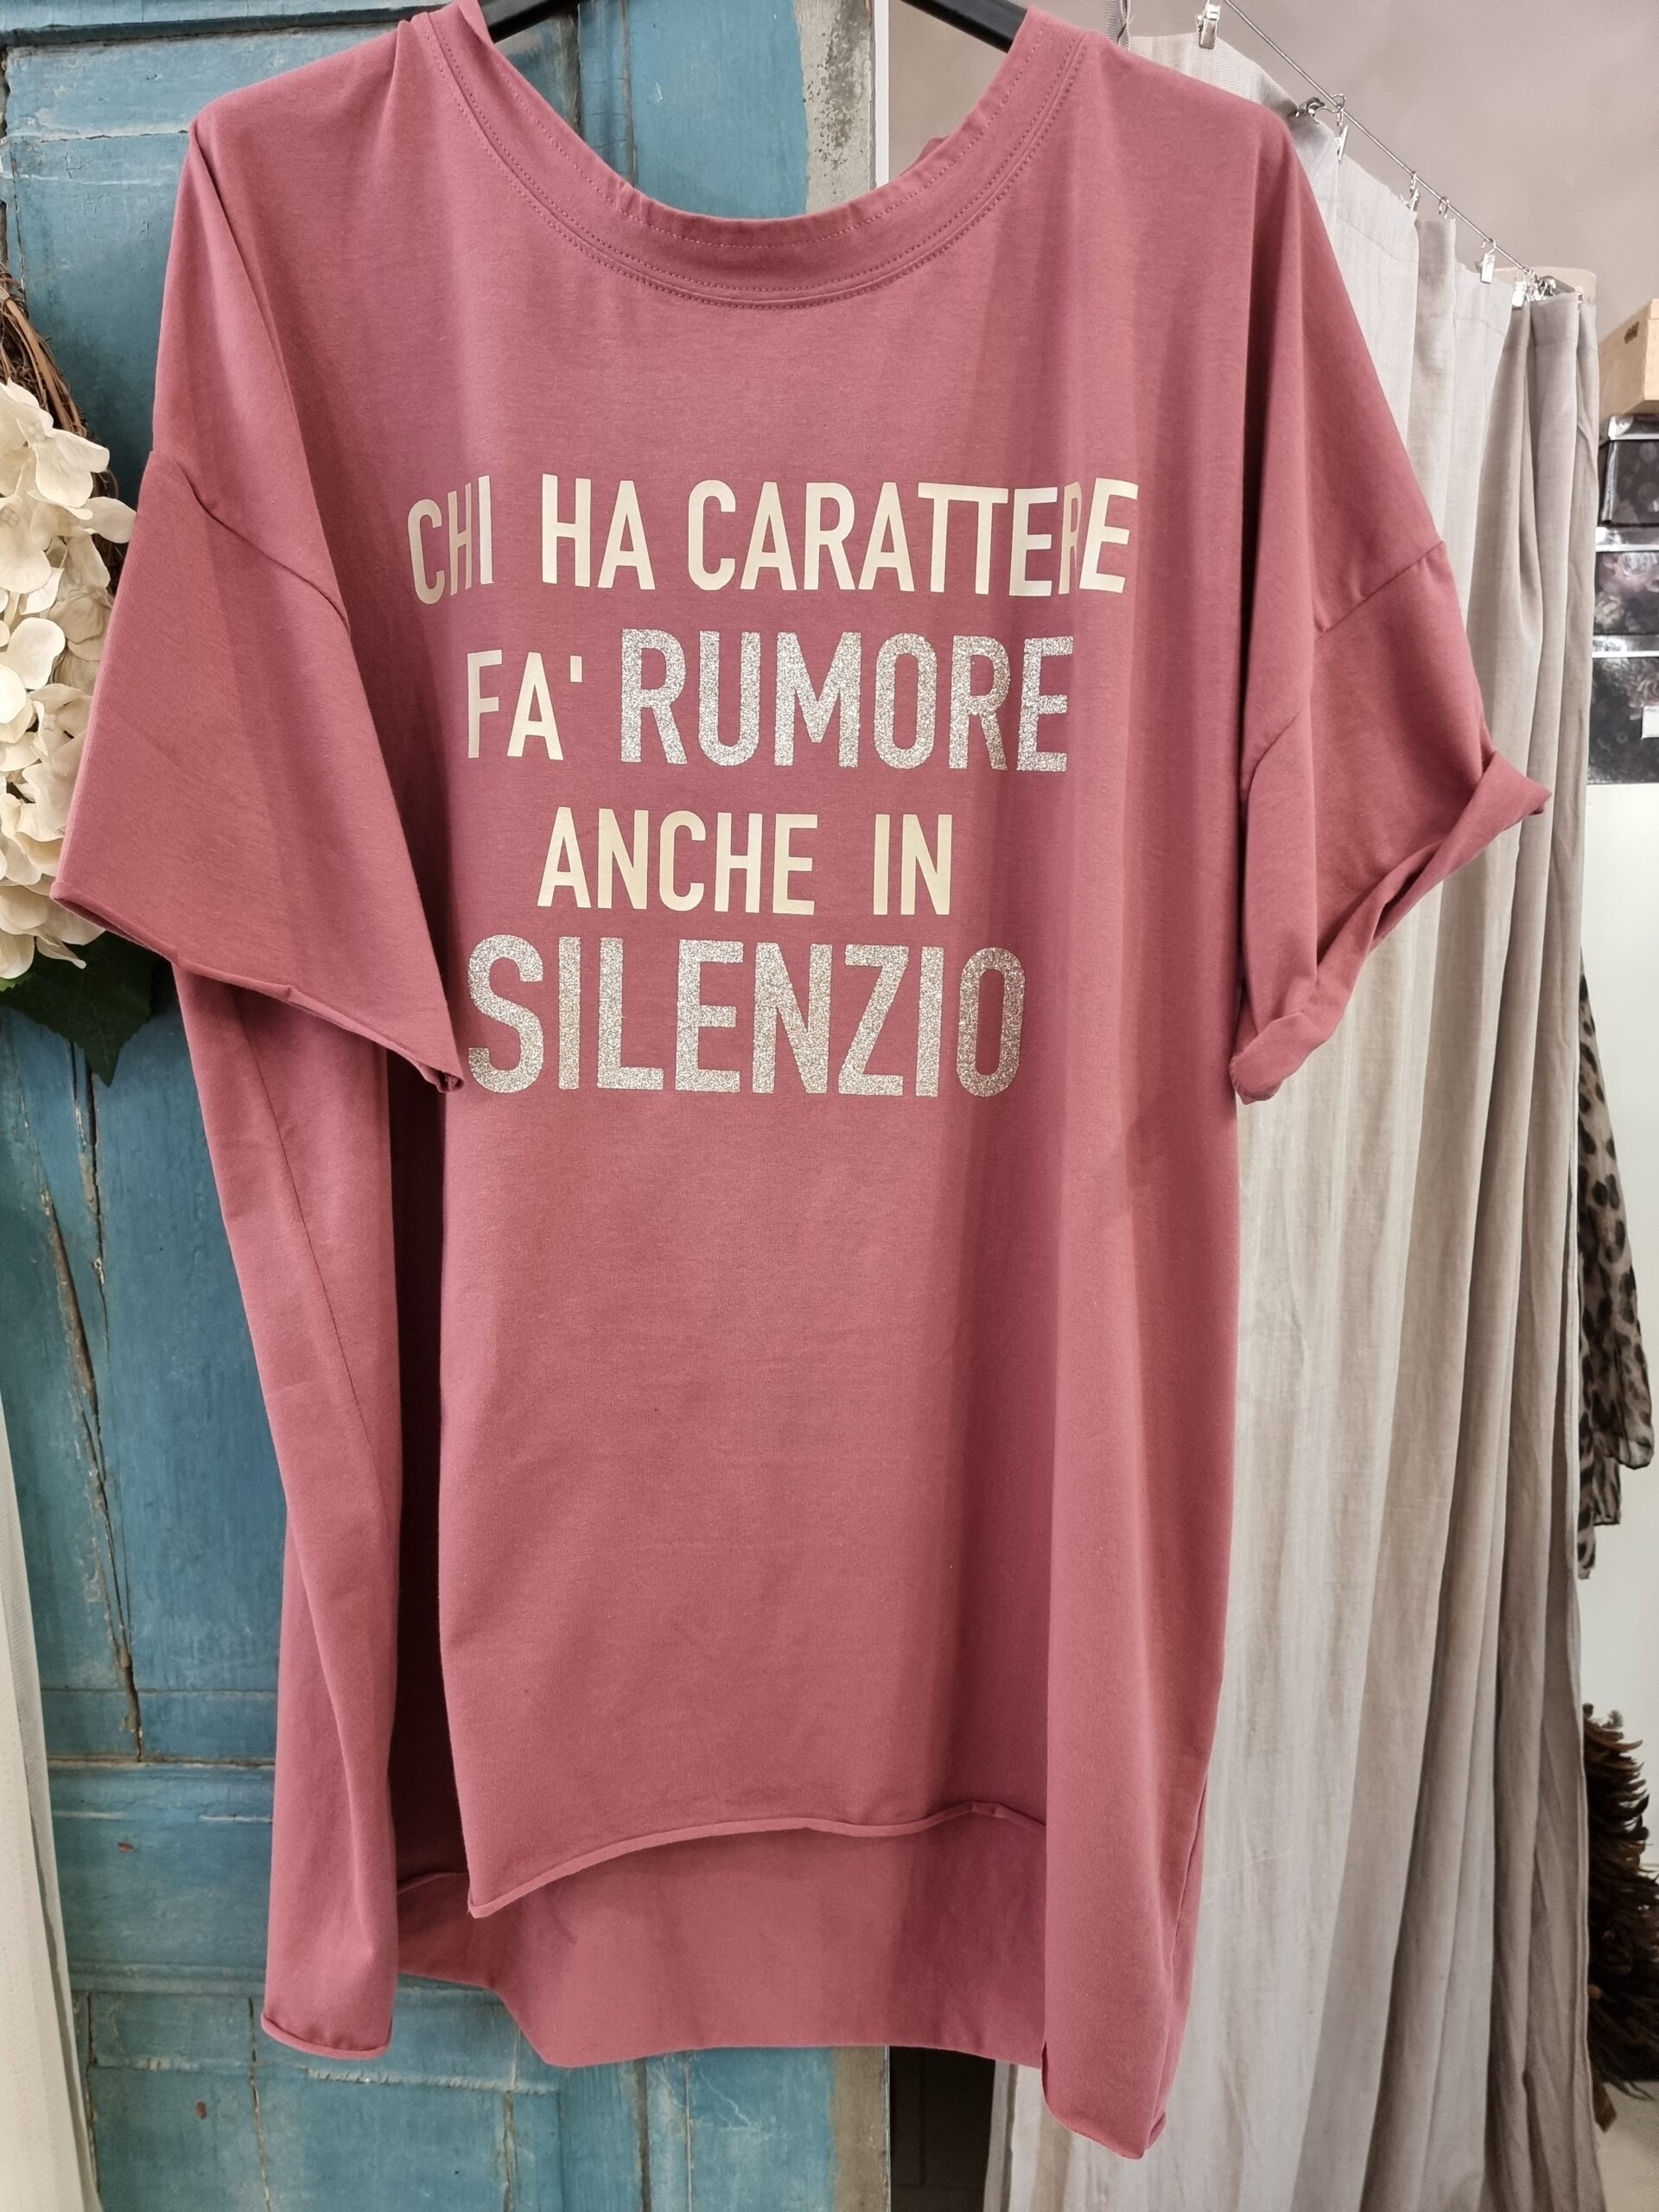 CHI HA CARATTERE
FA' RUMORE
ANCHE IN
SILENZIO